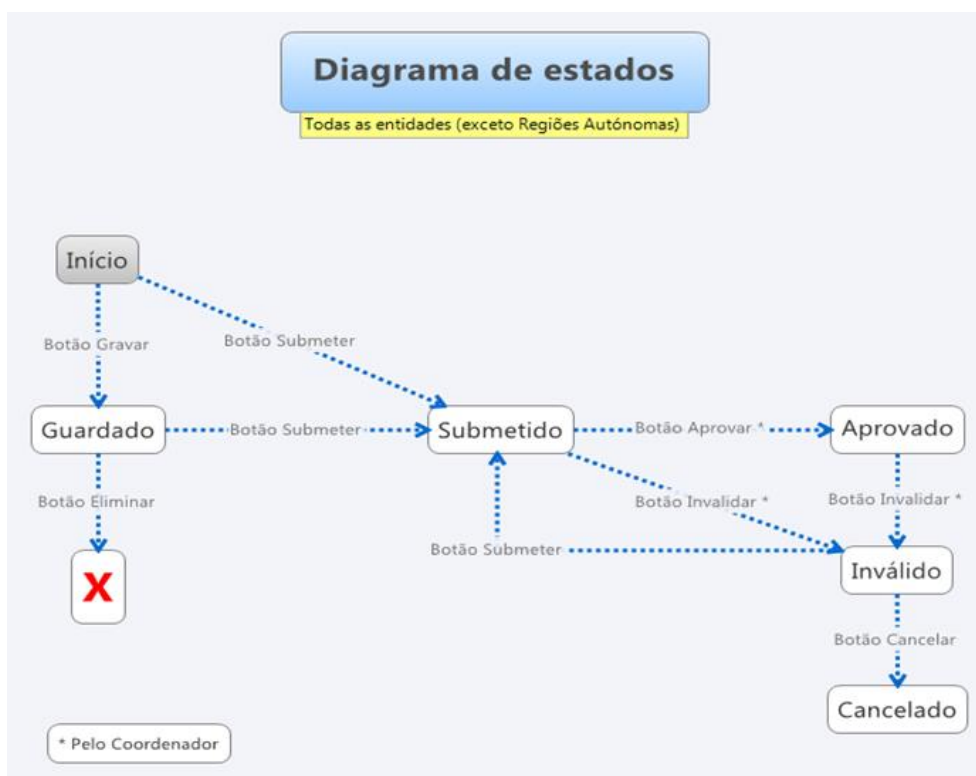 Diagrama de estados
Todas as entidades (exceto Regiões Autónomas)
Início
Botão Gravar
Botão Submeter
Guardado
Botão Submeter
Submetido
Botão Aprovar *
Aprovado
Botão Eliminar
Botão Invalidar *
Botão Invalidar *
Botão Submeter
X
Inválido
Botão Cancelar
Cancelado
* Pelo Coordenador